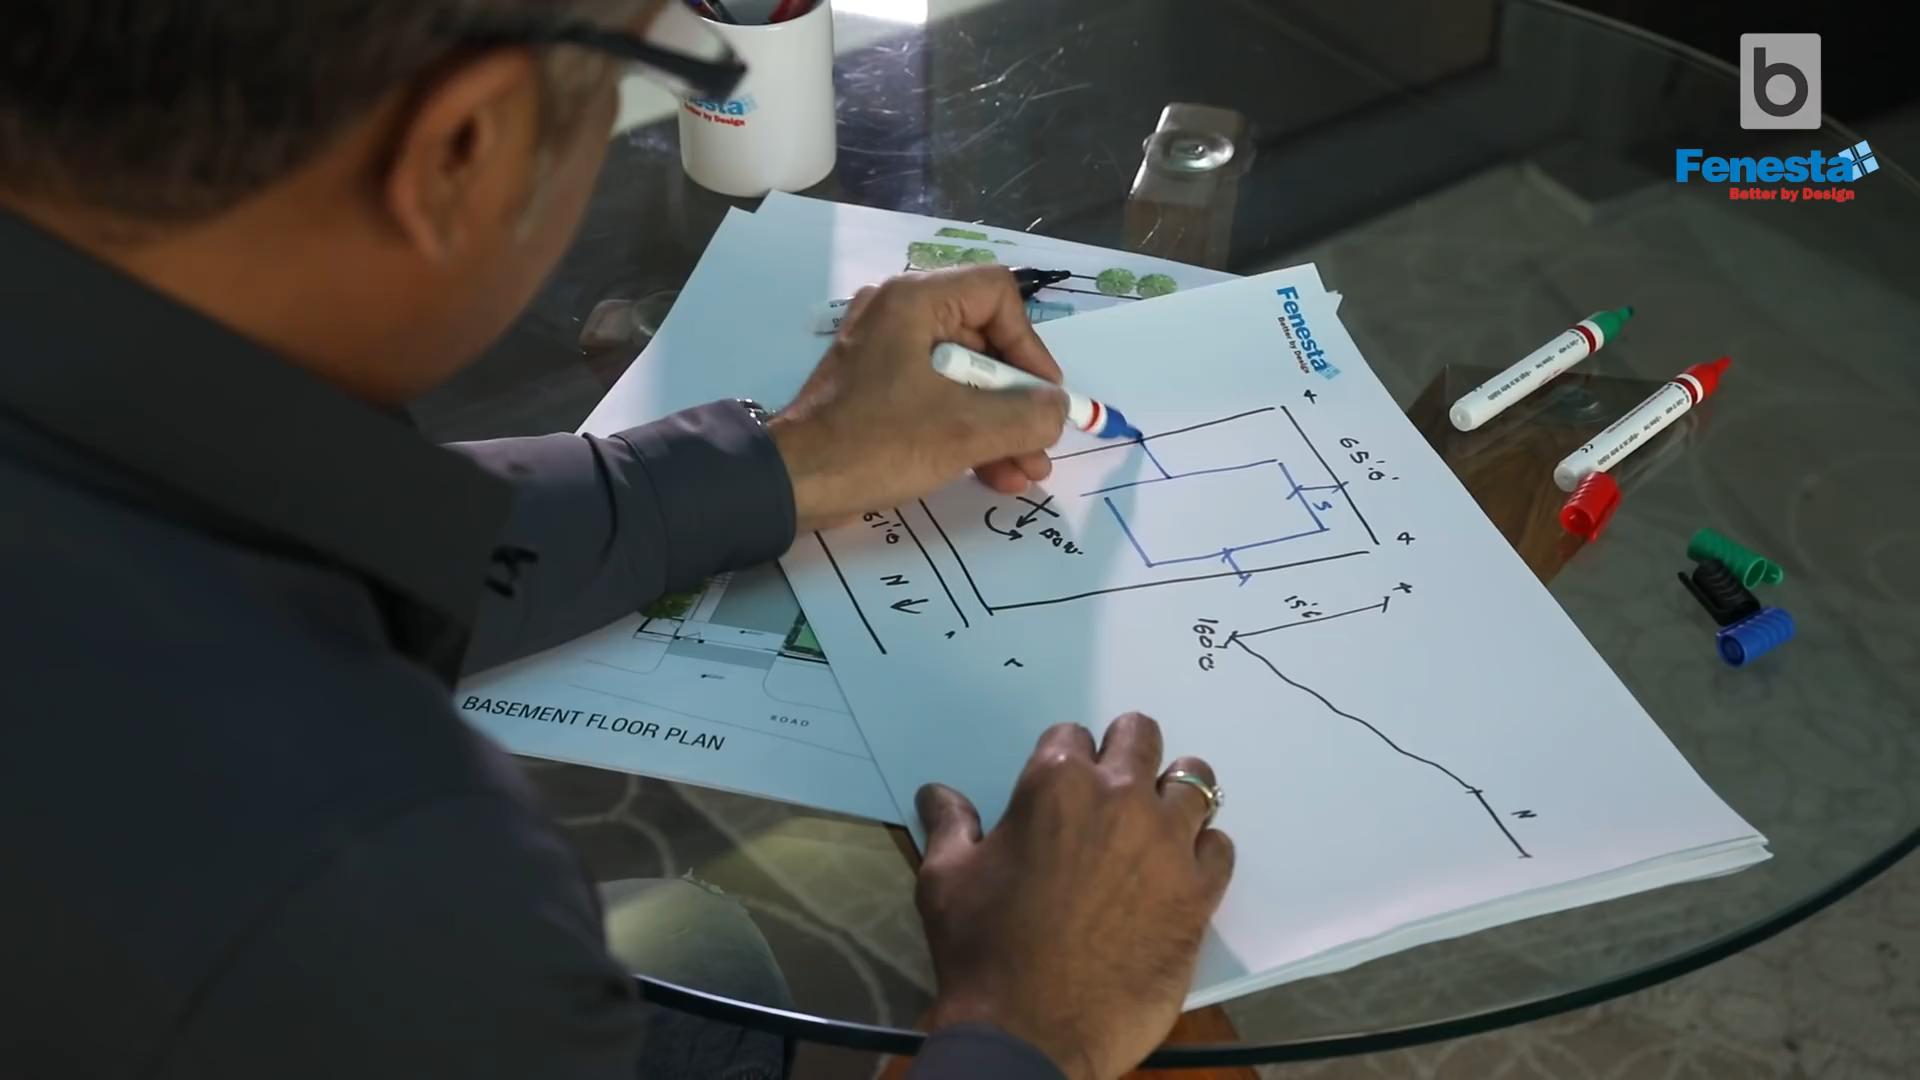 b
Fenesta
Better by Design
esta
Better by Design
Fenesta
Better by Design
65'.0"
S
61'.0"
N
15'.0
160'.0
N
ROAD
BASEMENT FLOOR PLAN